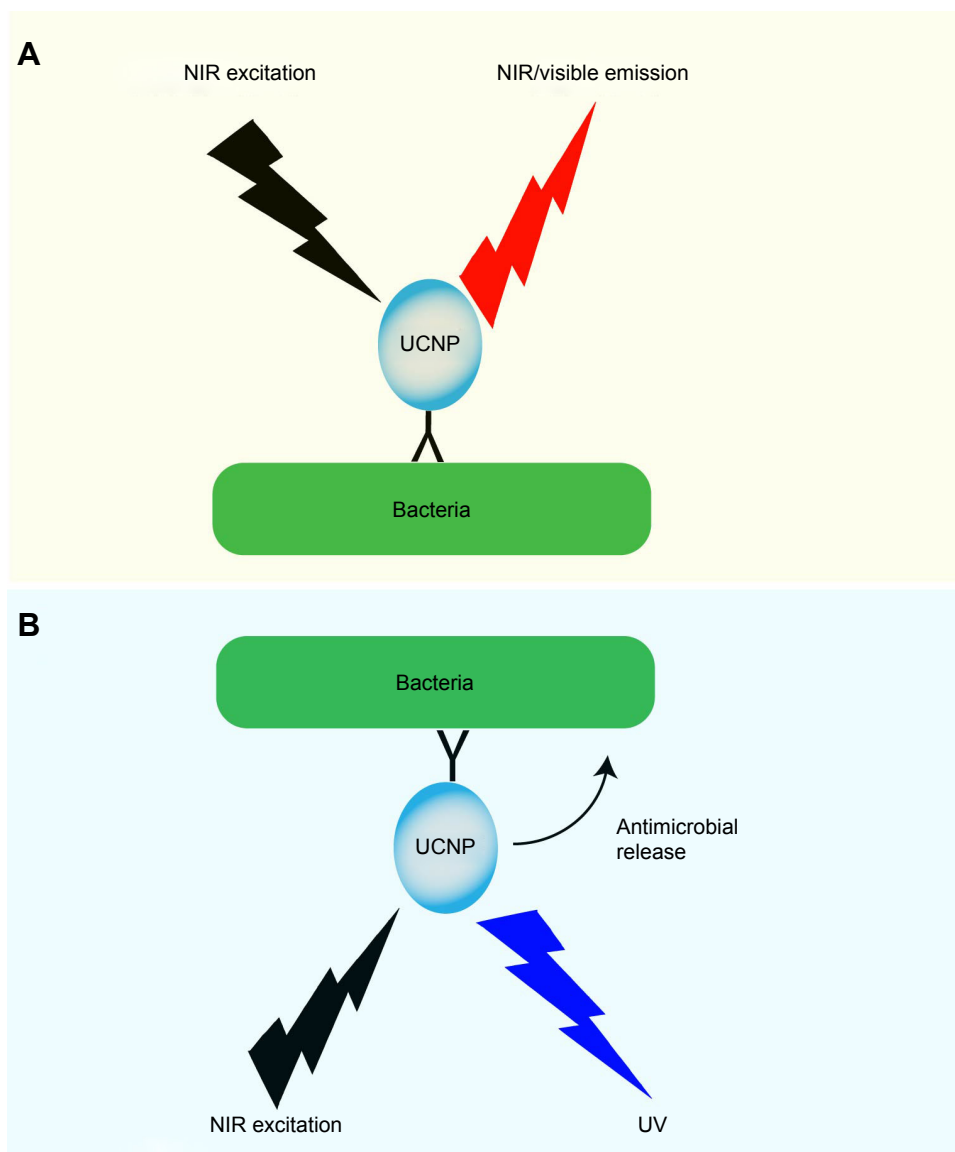 A
NIR excitation
NIR/visible emission
UCNP
Bacteria
B
Bacteria
UCNP
Antimicrobial
release
NIR excitation
UV